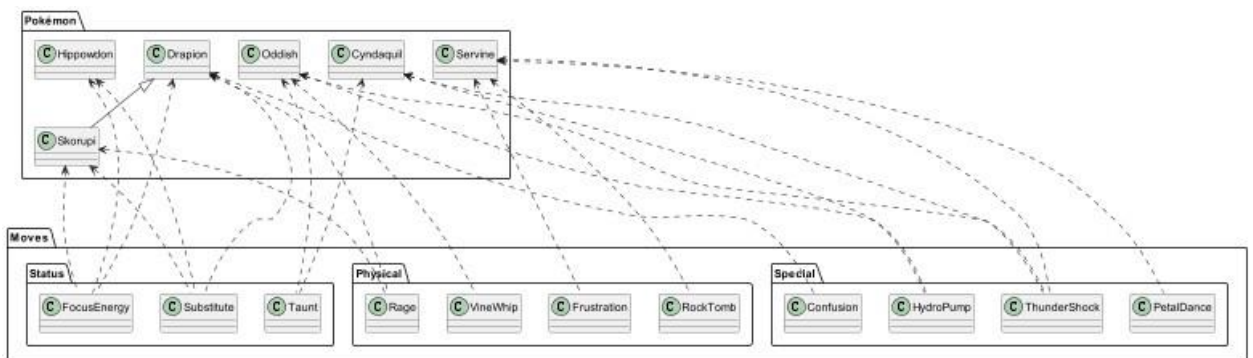 Pokémon
C Hippowdon
C Drapion
C Oddish
C Cyndaquil
C Servine
C Skorupi
Moves
Status
C FocusEnergy
C Substitute
C Taunt
Physical
C Rage
C VineWhip
C Frustration
C RockTomb
Special
C Confusion
C HydroPump
C ThunderShock
C PetalDance